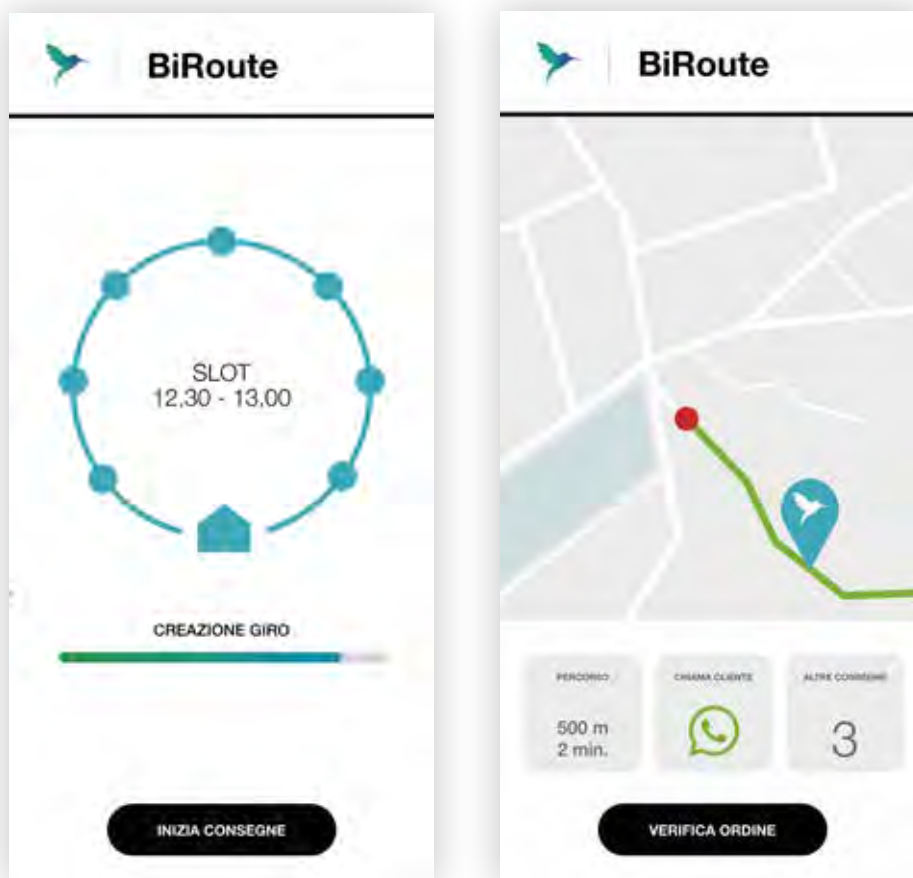 BiRoute
SLOT
12,30 - 13,00
CREAZIONE GIRO
INIZIA CONSEGNE
BiRoute
PERCORSO
500 m
2 min.
CHIAMA CLIENTE
ALTRE CONSEGNE
3
VERIFICA ORDINE